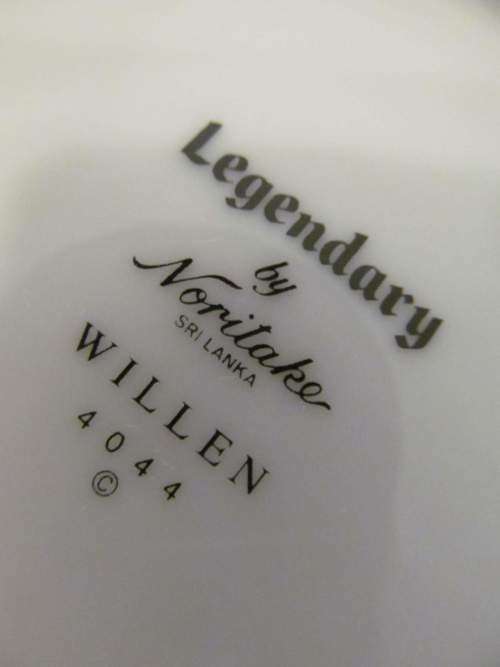 Legendary
by
Noritake
SRI LANKA
WILLEN
4044
©